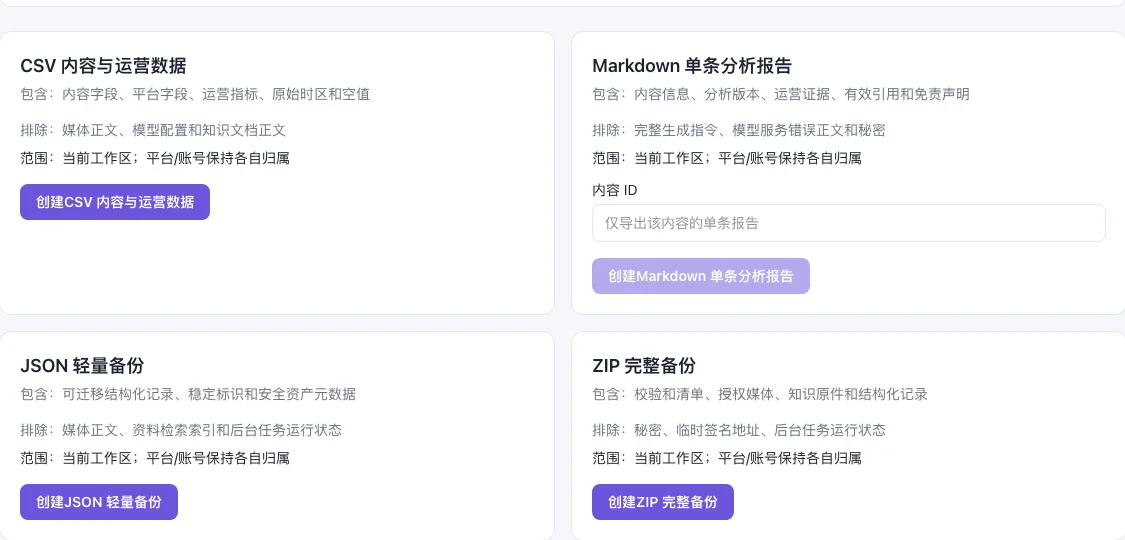 CSV 内容与运营数据
包含：内容字段、平台字段、运营指标、原始时区和空值
排除：媒体正文、模型配置和知识文档正文
范围：当前工作区；平台/账号保持各自归属
创建CSV 内容与运营数据
Markdown 单条分析报告
包含：内容信息、分析版本、运营证据、有效引用和免责声明
排除：完整生成指令、模型服务错误正文和秘密
范围：当前工作区；平台/账号保持各自归属
内容 ID
仅导出该内容的单条报告
创建Markdown 单条分析报告
JSON 轻量备份
包含：可迁移结构化记录、稳定标识和安全资产元数据
排除：媒体正文、资料检索索引和后台任务运行状态
范围：当前工作区；平台/账号保持各自归属
创建JSON 轻量备份
ZIP 完整备份
包含：校验和清单、授权媒体、知识原件和结构化记录
排除：秘密、临时签名地址、后台任务运行状态
范围：当前工作区；平台/账号保持各自归属
创建ZIP 完整备份